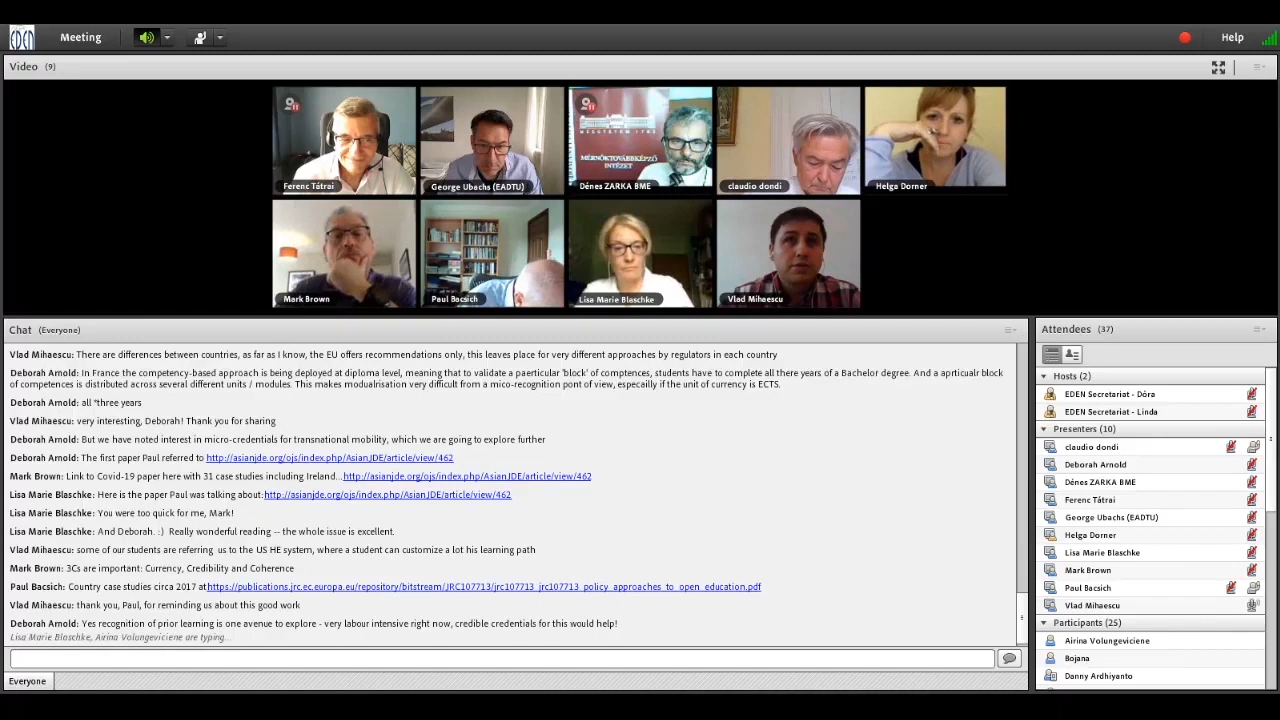 EDEN
Meeting
Help
Video (9)
MŰEGYETEM 1782
MÉRNÖKTOVÁBBKÉPZŐ
INTÉZET
Ferenc Tátrai
George Ubachs (EADTU)
Dénes ZARKA BME
claudio dondi
Helga Dorner
Mark Brown
Paul Bacsich
Lisa Marie Blaschke
Vlad Mihaescu
Chat (Everyone)
Vlad Mihaescu: There are differences between countries, as far as I know, the EU offers recommendations only, this leaves place for very different approaches by regulators in each country
Deborah Arnold: In France the competency-based approach is being deployed at diploma level, meaning that to validate a paerticular 'block' of comptences, students have to complete all there years of a Bachelor degree. And a aprticualr block
of competences is distributed across several different units / modules. This makes modualrisation very difficult from a mico-recognition pont of view, especailly if the unit of currency is ECTS.
Deborah Arnold: all *three years
Vlad Mihaescu: very interesting, Deborah! Thank you for sharing
Deborah Arnold: But we have noted interest in micro-credentials for transnational mobility, which we are going to explore further
Deborah Arnold: The first paper Paul referred to http://asianjde.org/ojs/index.php/AsianJDE/article/view/462
Mark Brown: Link to Covid-19 paper here with 31 case studies including Ireland...http://asianjde.org/ojs/index.php/AsianJDE/article/view/462
Lisa Marie Blaschke: Here is the paper Paul was talking about:http://asianjde.org/ojs/index.php/AsianJDE/article/view/462
Lisa Marie Blaschke: You were too quick for me, Mark!
Lisa Marie Blaschke: And Deborah. :) Really wonderful reading -- the whole issue is excellent.
Vlad Mihaescu: some of our students are referring us to the US HE system, where a student can customize a lot his learning path
Mark Brown: 3Cs are important: Currency, Credibility and Coherence
Paul Bacsich: Country case studies circa 2017 at https://publications.jrc.ec.europa.eu/repository/bitstream/JRC107713/jrc107713_jrc107713_policy_approaches_to_open_education.pdf
Vlad Mihaescu: thank you, Paul, for reminding us about this good work
Deborah Arnold: Yes recognition of prior learning is one avenue to explore - very labour intensive right now, credible credentials for this would help!
Lisa Marie Blaschke, Airina Volungeviciene are typing...
Everyone
Attendees (37)
Hosts (2)
EDEN Secretariat - Dóra
EDEN Secretariat - Linda
Presenters (10)
claudio dondi
Deborah Arnold
Dénes ZARKA BME
Ferenc Tátrai
George Ubachs (EADTU)
Helga Dorner
Lisa Marie Blaschke
Mark Brown
Paul Bacsich
Vlad Mihaescu
Participants (25)
Airina Volungeviciene
Bojana
Danny Ardhiyanto